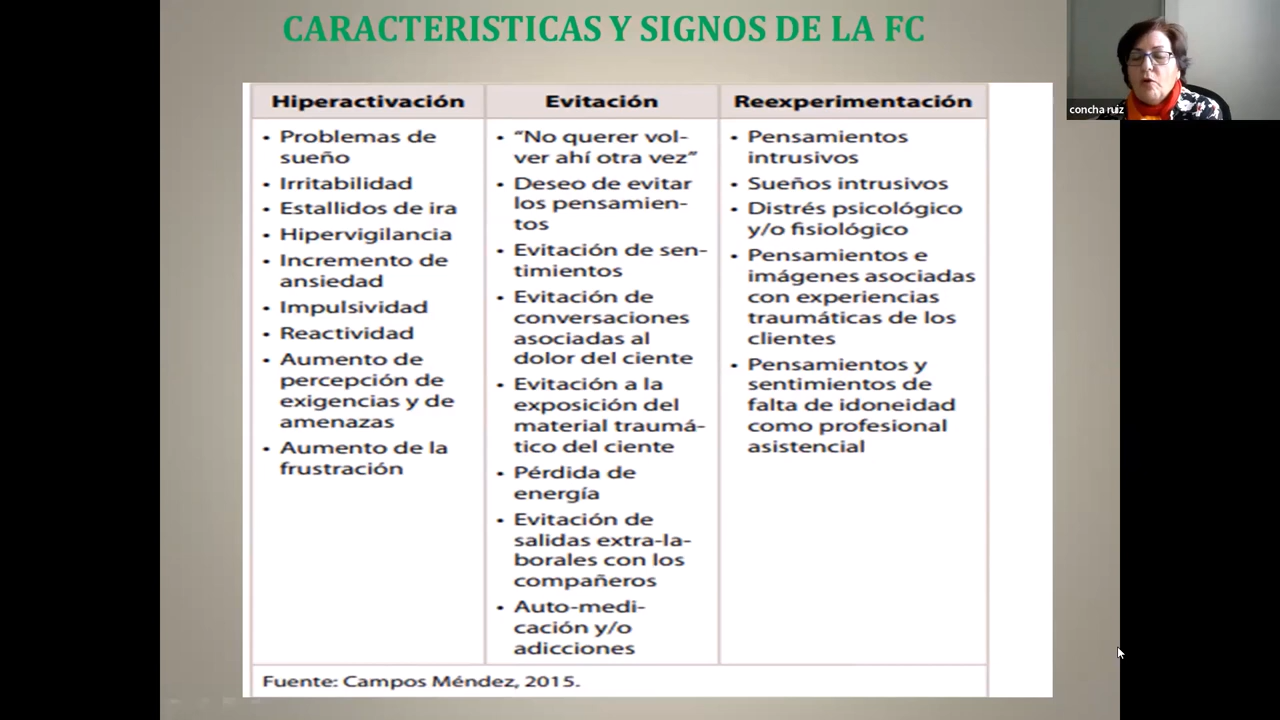 CARACTERISTICAS Y SIGNOS DE LA FC
concha ruiz
Hiperactivación
• Problemas de
sueño
• Irritabilidad
• Estallidos de ira
• Hipervigilancia
• Incremento de
ansiedad
• Impulsividad
• Reactividad
• Aumento de
percepción de
exigencias y de
amenazas
• Aumento de la
frustración
Evitación
• “No querer vol-
ver ahí otra vez”
• Deseo de evitar
los pensamien-
tos
• Evitación de sen-
timientos
• Evitación de
conversaciones
asociadas al
dolor del ciente
• Evitación a la
exposición del
material traumá-
tico del ciente
• Pérdida de
energía
• Evitación de
salidas extra-la-
borales con los
compañeros
• Auto-medi-
cación y/o
adicciones
Reexperimentación
• Pensamientos
intrusivos
• Sueños intrusivos
• Distrés psicológico
y/o fisiológico
• Pensamientos e
imágenes asociadas
con experiencias
traumáticas de los
clientes
• Pensamientos y
sentimientos de
falta de idoneidad
como profesional
asistencial
Fuente: Campos Méndez, 2015.